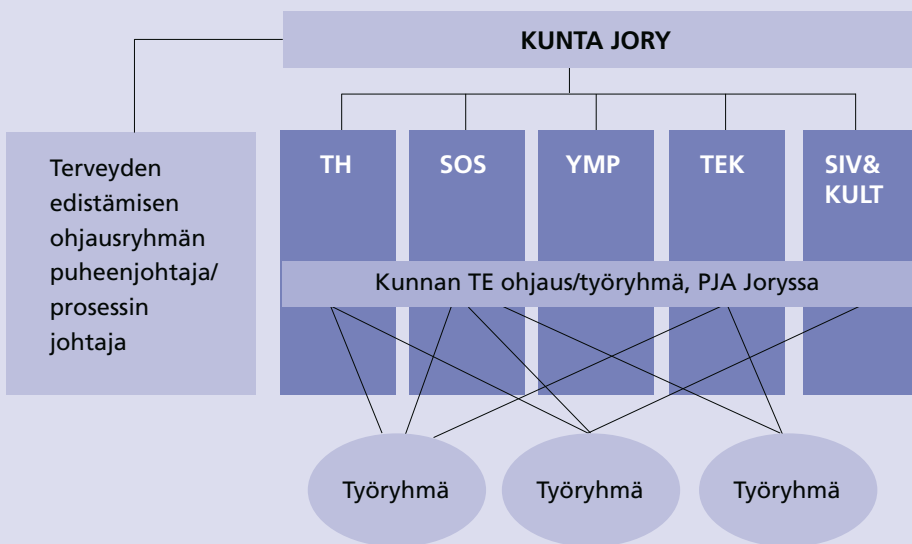 KUNTA JORY
Terveyden
edistämisen
ohjausryhmän
puheenjohtaja/
prosessin
johtaja
TH
SOS
YMP
TEK
SIV&
KULT
Kunnan TE ohjaus/työryhmä, PJA Joryssa
Työryhmä
Työryhmä
Työryhmä